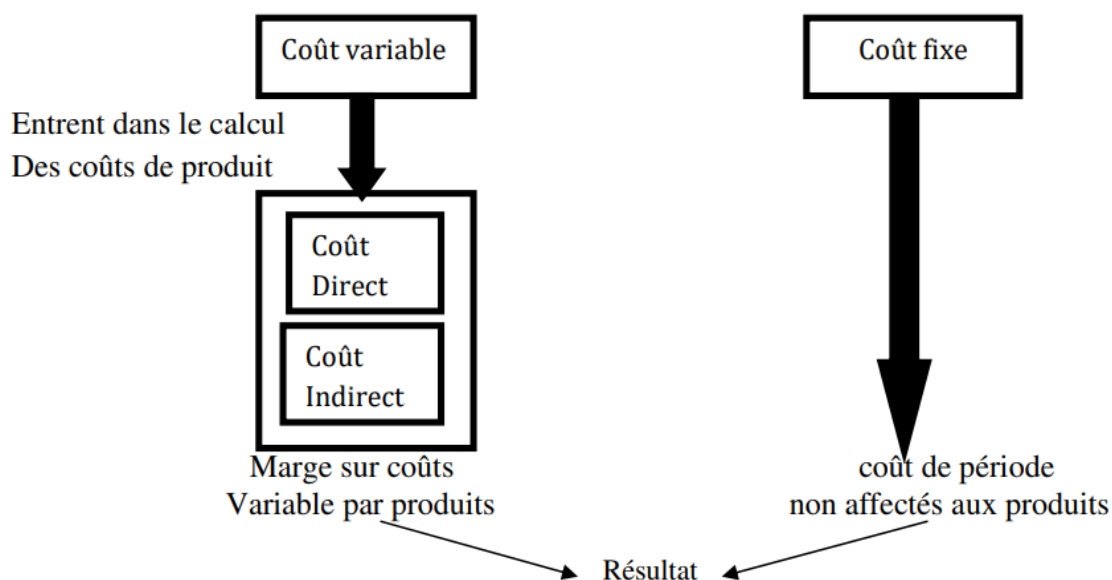 Coût variable
Coût fixe
Entrent dans le calcul
Des coûts de produit
Coût
Direct
Coût
Indirect
Marge sur coûts
Variable par produits
coût de période
non affectés aux produits
Résultat